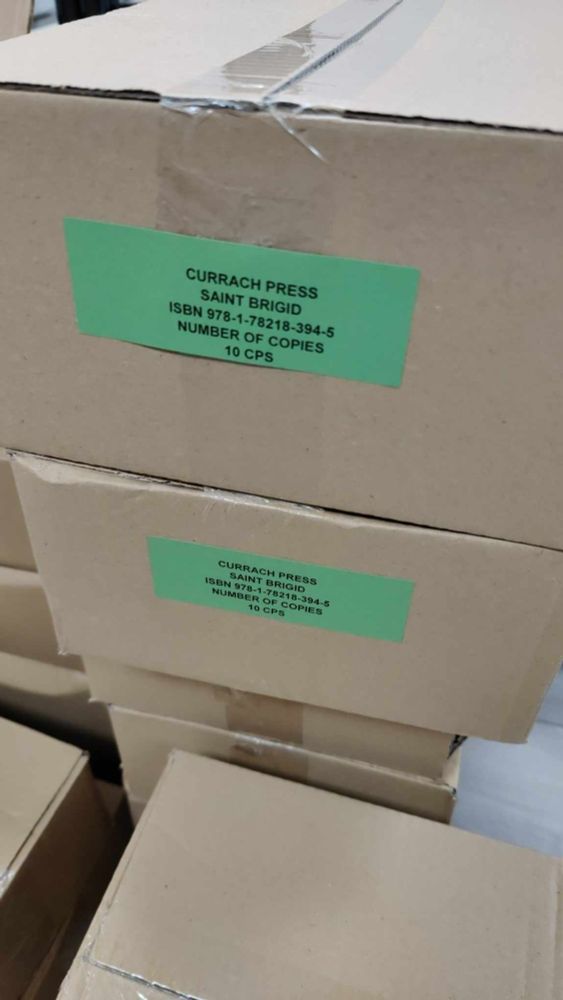 CURRACH PRESS
SAINT BRIGID
ISBN 978-1-78218-394-5
NUMBER OF COPIES
10 CPS
CURRACH PRESS
SAINT BRIGID
ISBN 978-1-78218-394-5
NUMBER OF COPIES
10 CPS